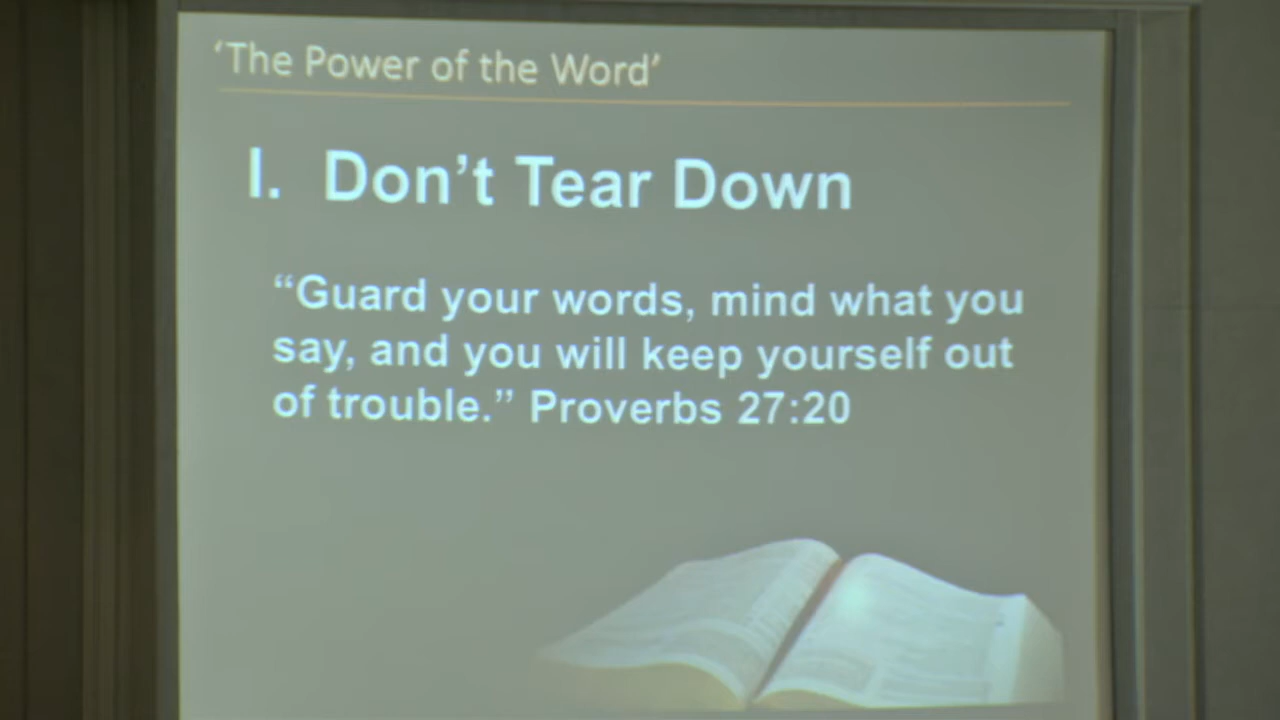 ‘The Power of the Word’
I. Don’t Tear Down
“Guard your words, mind what you
say, and you will keep yourself out
of trouble.” Proverbs 27:20